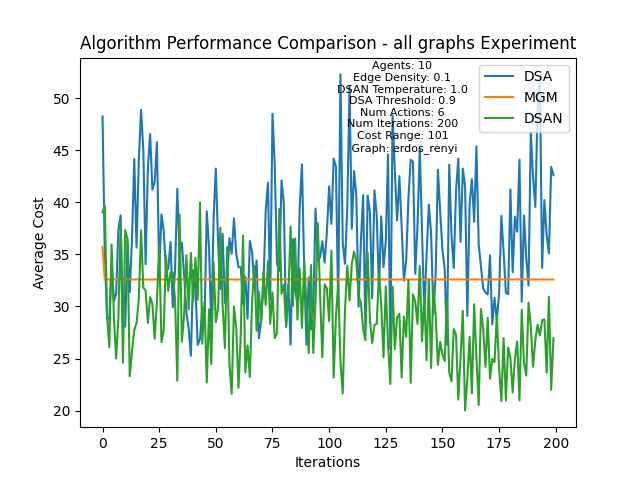 Algorithm Performance Comparison - all graphs Experiment
Agents: 10
Edge Density: 0.1
DSAN Temperature: 1.0
DSA Threshold: 0.9
Num Actions: 6
Num Iterations: 200
Cost Range: 101
Graph: erdos_renyi
DSA
MGM
DSAN
Average Cost
50
45
40
35
30
25
20
0 25 50 75 100 125 150 175 200
Iterations